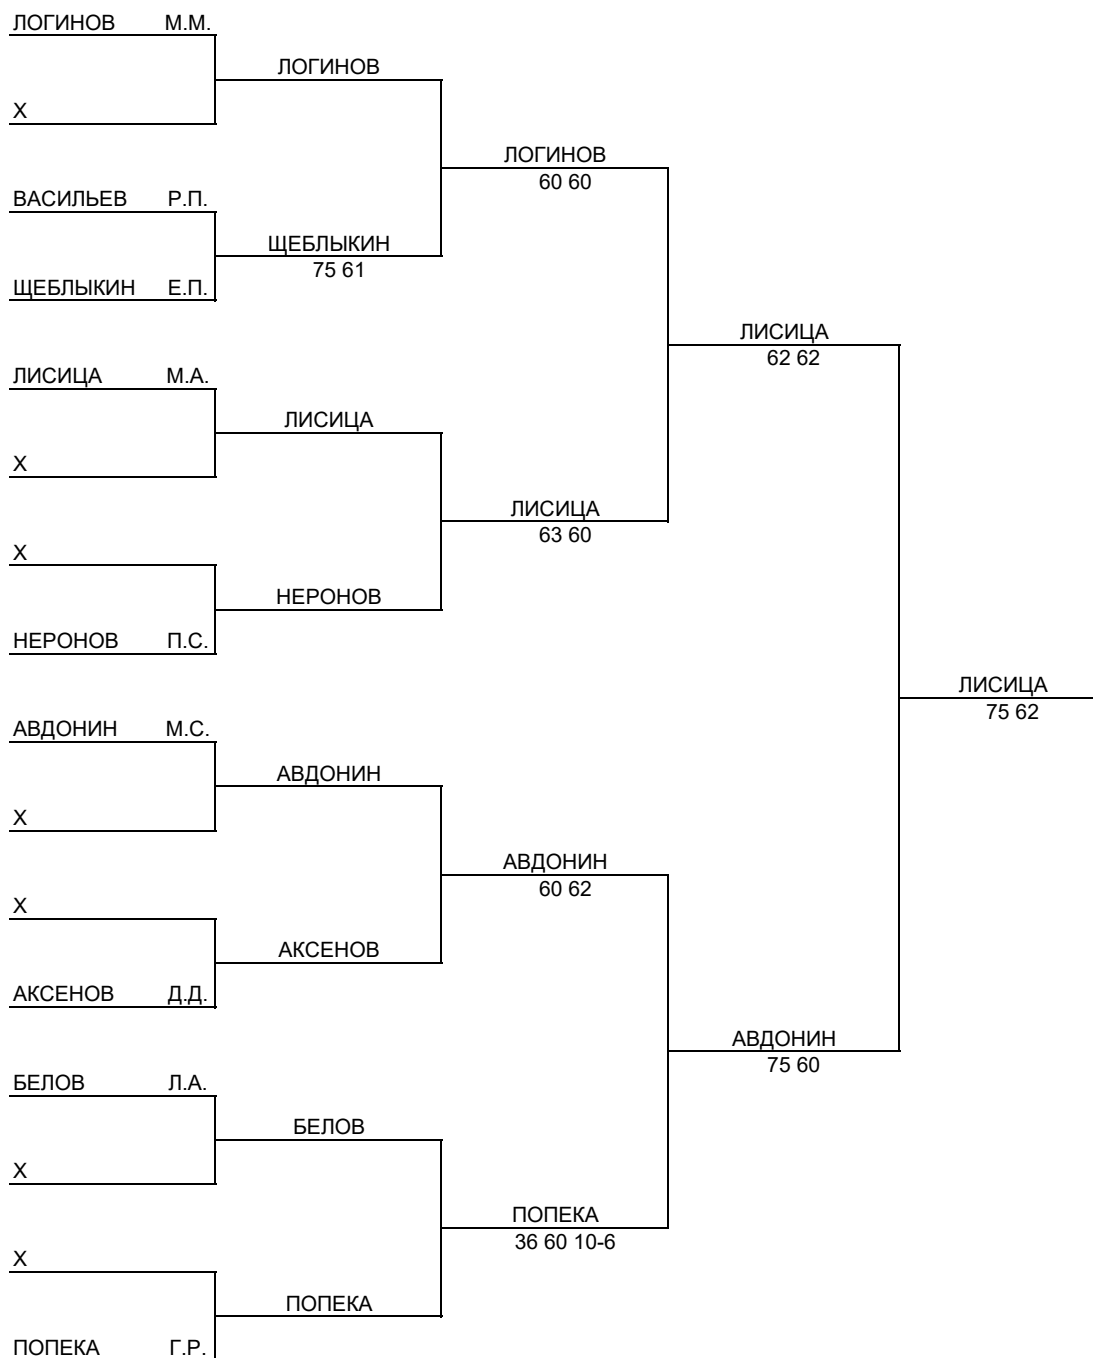 ЛОГИНОВ М.М.
ЛОГИНОВ
X
ЛОГИНОВ
60 60
ВАСИЛЬЕВ Р.П.
ЩЕБЛЫКИН
75 61
ЩЕБЛЫКИН Е.П.
ЛИСИЦА
62 62
ЛИСИЦА М.А.
ЛИСИЦА
X
ЛИСИЦА
63 60
X
НЕРОНОВ
НЕРОНОВ П.С.
ЛИСИЦА
75 62
АВДОНИН М.С.
АВДОНИН
X
АВДОНИН
60 62
X
АКСЕНОВ
АКСЕНОВ Д.Д.
АВДОНИН
75 60
БЕЛОВ Л.А.
БЕЛОВ
X
ПОПЕКА
36 60 10-6
X
ПОПЕКА
ПОПЕКА Г.Р.